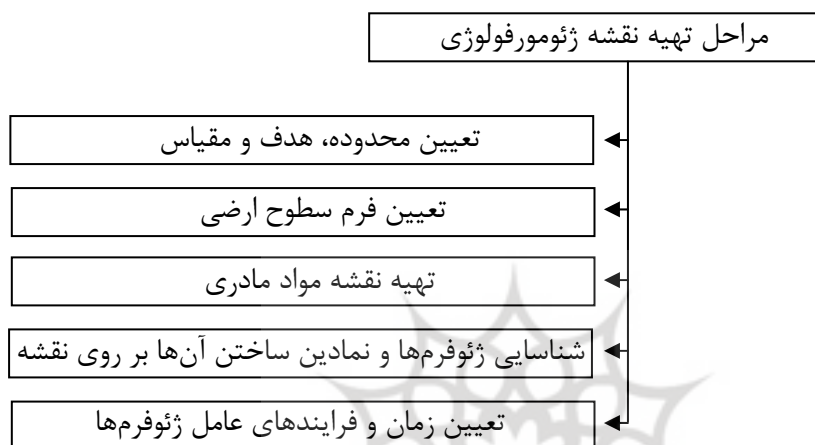 مراحل تهیه نقشه ژئومورفولوژی
تعیین محدوده، هدف و مقیاس
تعیین فرم سطوح ارضی
تهیه نقشه مواد مادری
شناسایی ژئوفرم‌ها و نمادین ساختن آن‌ها بر روی نقشه
تعیین زمان و فرایندهای عامل ژئوفرم‌ها